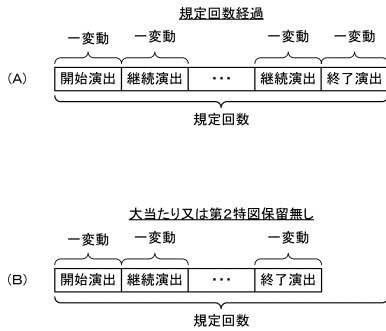 規定回数経過
一変動 一変動 一変動 一変動
(A) 開始演出 継続演出 ・・・ 継続演出 終了演出
規定回数
大当たり又は第2特図保留無し
一変動 一変動 一変動
(B) 開始演出 継続演出 ・・・ 終了演出
規定回数